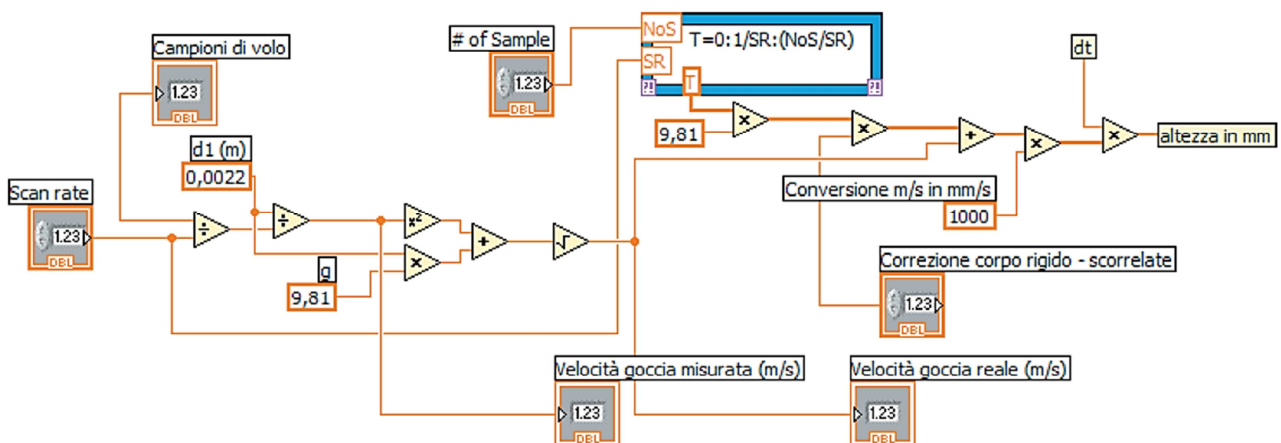 Campioni di volo
1.23
DBL
# of Sample
1.23
DBL
NoS
SR
T=0:1/SR:(NoS/SR)
T
?!
?!
dt
altezza in mm
9,81
×
×
+
×
×
d1 (m)
0,0022
Scan rate
1.23
DBL
÷
÷
x²
×
+
√
g
9,81
Conversione m/s in mm/s
1000
Correzione corpo rigido - scorrelate
1.23
DBL
Velocità goccia misurata (m/s)
1.23
DBL
Velocità goccia reale (m/s)
1.23
DBL